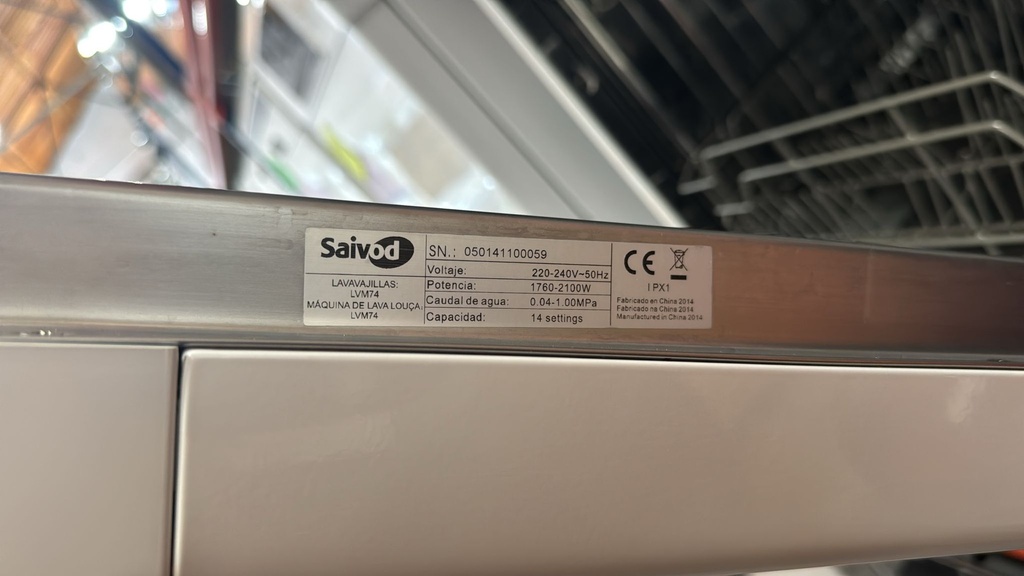 Saivod
LAVAVAJILLAS:
LVM74
MÁQUINA DE LAVA LOUÇA
LVM74
SN.: 050141100059
Voltaje: 220-240V~50Hz
Potencia: 1760-2100W
Caudal de agua: 0.04-1.00MPa
Capacidad: 14 settings
CE
IPX1
Fabricado en China 2014
Fabricado na China 2014
Manufactured in China 2014